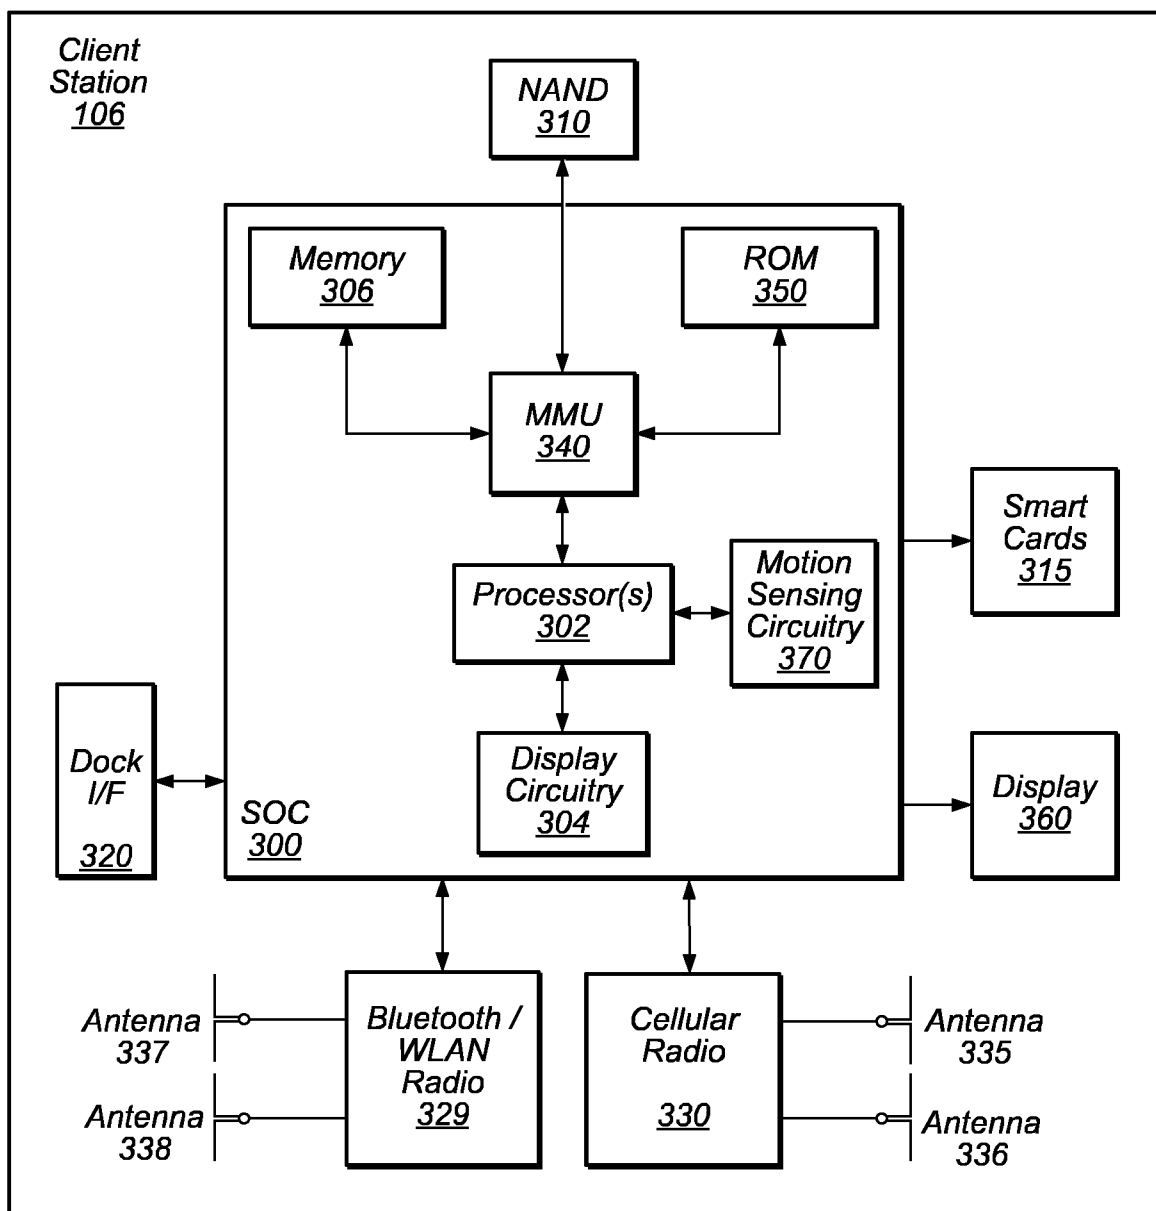 Client
Station
106
NAND
310
Memory
306
ROM
350
MMU
340
Smart
Cards
315
Processor(s)
302
Motion
Sensing
Circuitry
370
Dock
I/F
320
Display
Circuitry
304
SOC
300
Display
360
Antenna
337
Antenna
338
Bluetooth /
WLAN
Radio
329
Cellular
Radio
330
Antenna
335
Antenna
336